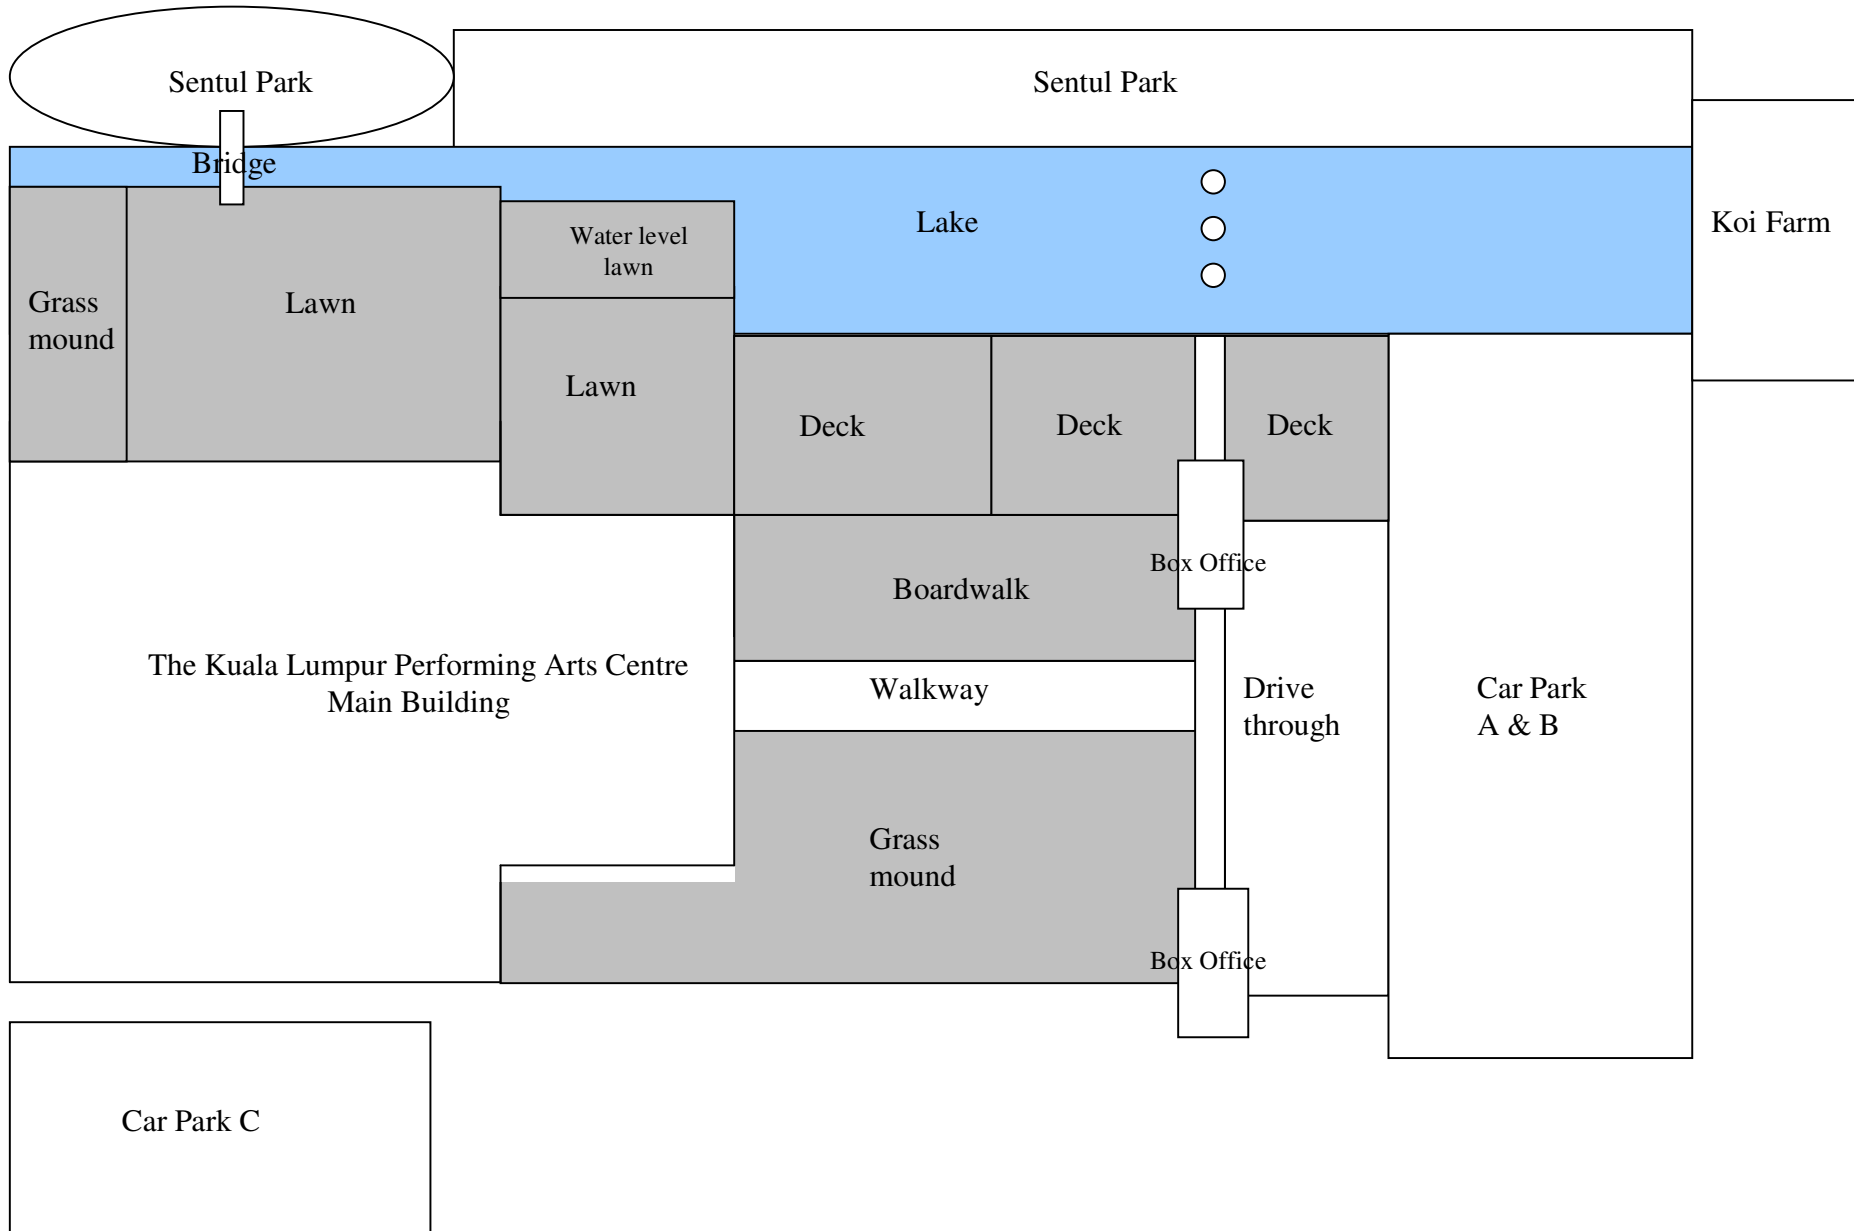 Sentul Park
Sentul Park
Bridge
Lake
Koi Farm
Water level
lawn
Grass
mound
Lawn
Lawn
Deck
Deck
Deck
Box Office
Boardwalk
The Kuala Lumpur Performing Arts Centre
Main Building
Walkway
Drive
through
Car Park
A & B
Grass
mound
Box Office
Car Park C